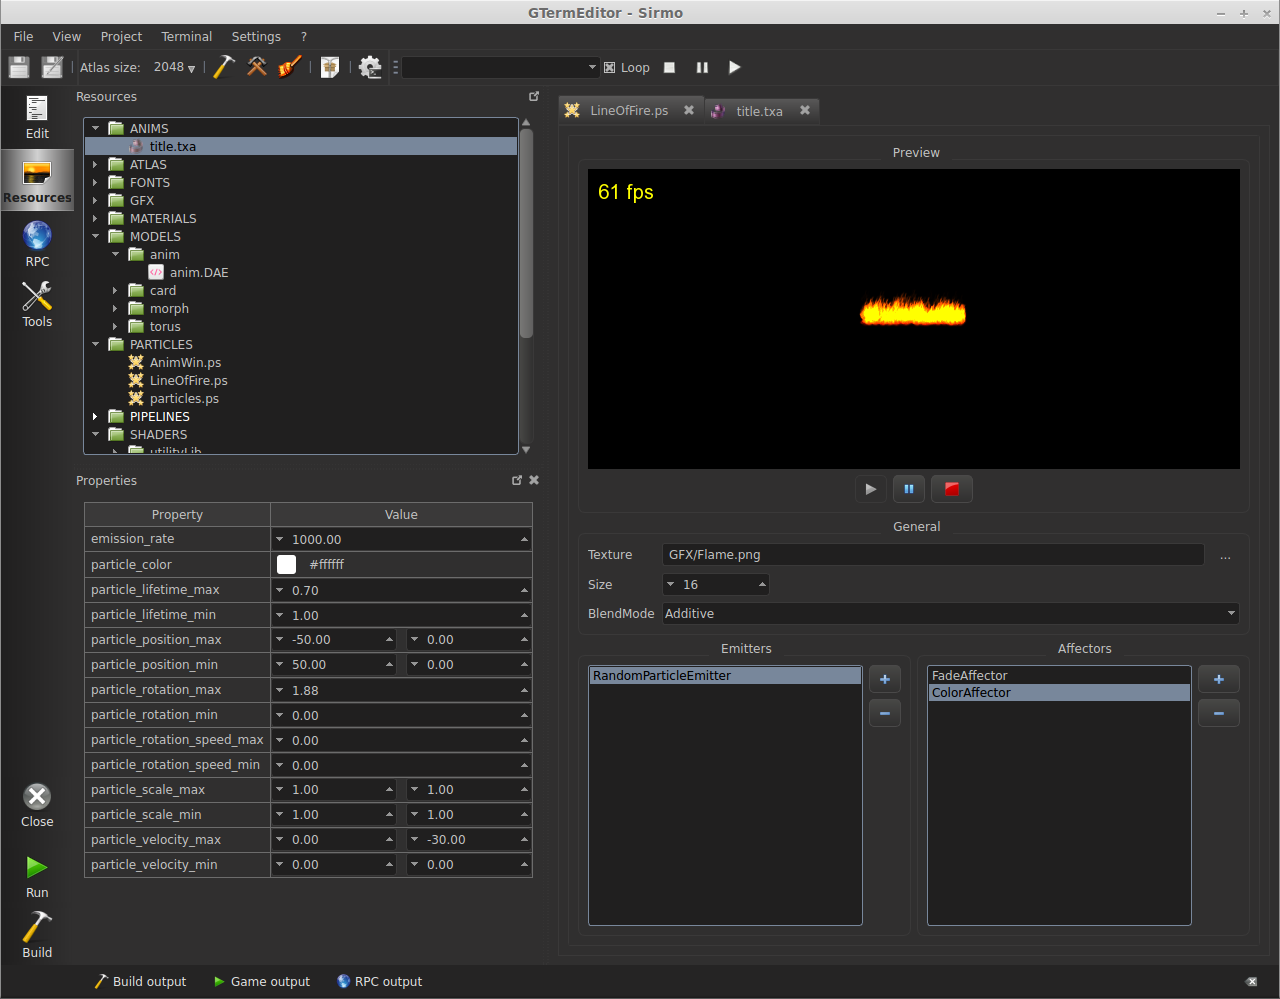 GTermEditor - Sirmo
File View Project Terminal Settings ?
Atlas size: 2048 Loop
Edit
Resources
RPC
Tools
Close
Run
Build
Resources
ANIMS
title.txa
ATLAS
FONTS
GFX
MATERIALS
MODELS
anim
anim.DAE
card
morph
torus
PARTICLES
AnimWin.ps
LineOfFire.ps
particles.ps
PIPELINES
SHADERS
utilityLib
Properties
Property Value
emission_rate 1000.00
particle_color #ffffff
particle_lifetime_max 0.70
particle_lifetime_min 1.00
particle_position_max -50.00 0.00
particle_position_min 50.00 0.00
particle_rotation_max 1.88
particle_rotation_min 0.00
particle_rotation_speed_max 0.00
particle_rotation_speed_min 0.00
particle_scale_max 1.00 1.00
particle_scale_min 1.00 1.00
particle_velocity_max 0.00 -30.00
particle_velocity_min 0.00 0.00
LineOfFire.ps title.txa
Preview
61 fps
General
Texture GFX/Flame.png ...
Size 16
BlendMode Additive
Emitters
RandomParticleEmitter
Affectors
FadeAffector
ColorAffector
Build output Game output RPC output